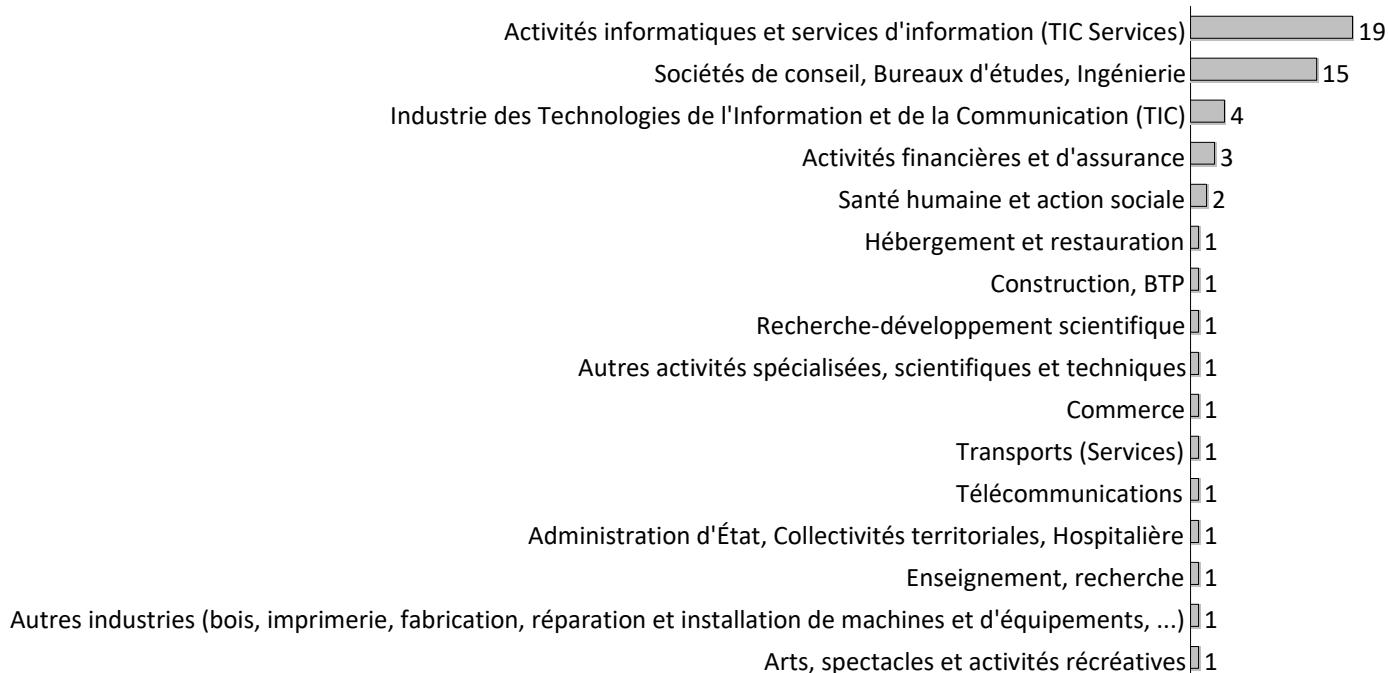 Activités informatiques et services d'information (TIC Services) 19
Sociétés de conseil, Bureaux d'études, Ingénierie 15
Industrie des Technologies de l'Information et de la Communication (TIC) 4
Activités financières et d'assurance 3
Santé humaine et action sociale 2
Hébergement et restauration 1
Construction, BTP 1
Recherche-développement scientifique 1
Autres activités spécialisées, scientifiques et techniques 1
Commerce 1
Transports (Services) 1
Télécommunications 1
Administration d'État, Collectivités territoriales, Hospitalière 1
Enseignement, recherche 1
Autres industries (bois, imprimerie, fabrication, réparation et installation de machines et d'équipements, ...) 1
Arts, spectacles et activités récréatives 1